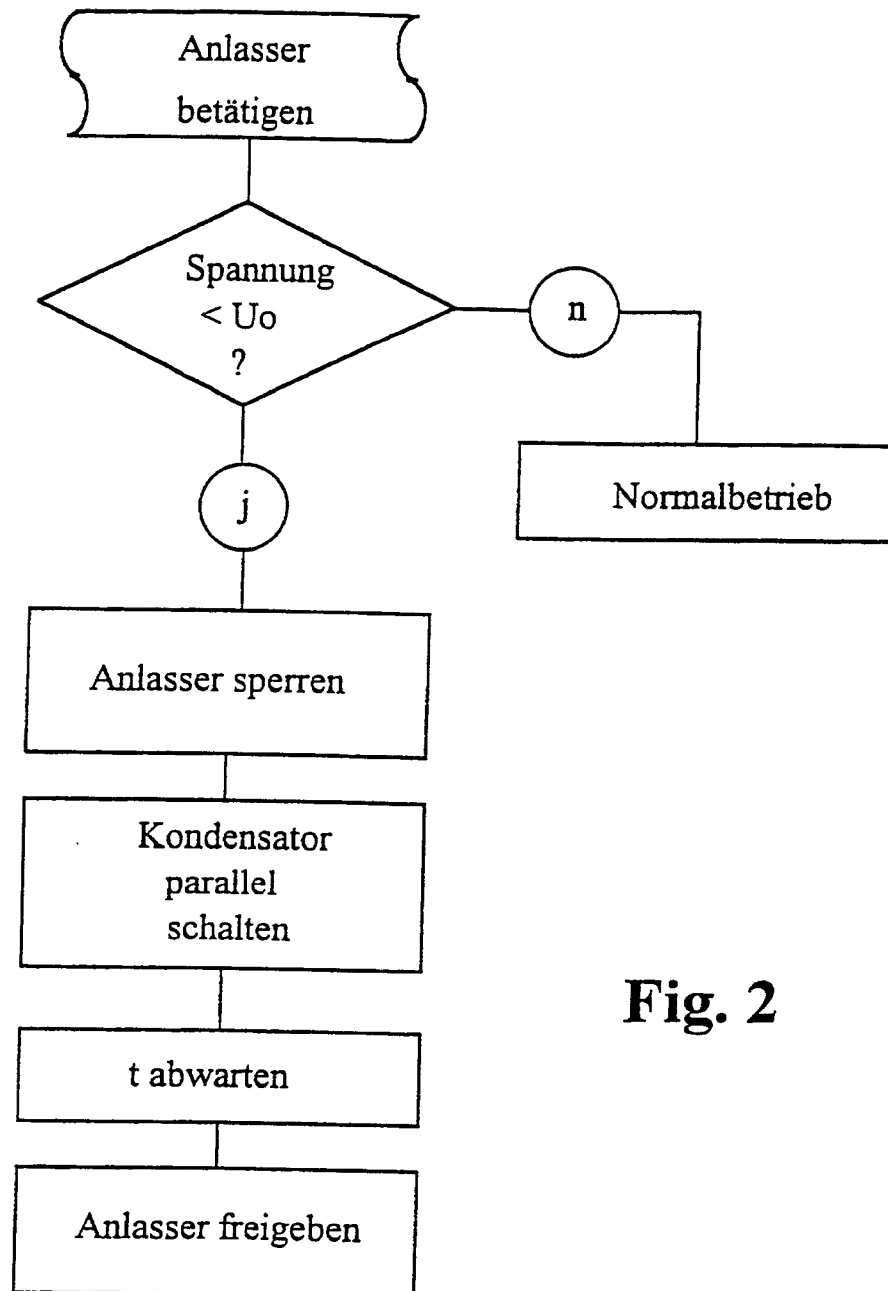 Anlasser
betätigen
Spannung
< Uo
?
n
j
Normalbetrieb
Anlasser sperren
Kondensator
parallel
schalten
t abwarten
Anlasser freigeben
Fig. 2